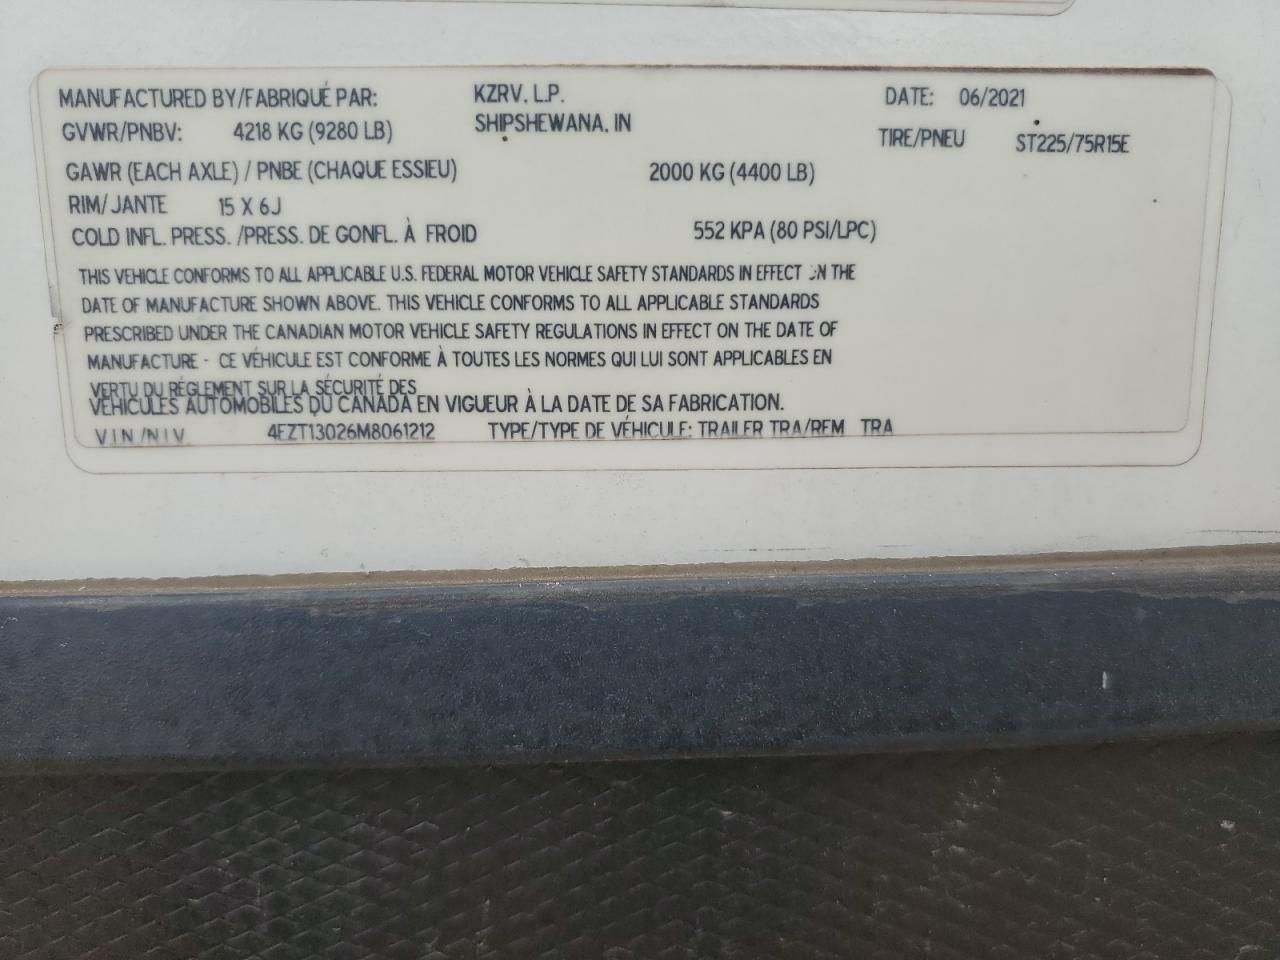 MANUFACTURED BY/FABRIQUÉ PAR: KZRV, L.P. DATE: 06/2021
GVWR/PNBV: 4218 KG (9280 LB) SHIPSHEWANA, IN TIRE/PNEU ST225/75R15E
GAWR (EACH AXLE) / PNBE (CHAQUE ESSIEU) 2000 KG (4400 LB)
RIM/JANTE 15 X 6J
COLD INFL. PRESS. /PRESS. DE GONFL. À FROID 552 KPA (80 PSI/LPC)
THIS VEHICLE CONFORMS TO ALL APPLICABLE U.S. FEDERAL MOTOR VEHICLE SAFETY STANDARDS IN EFFECT ON THE
DATE OF MANUFACTURE SHOWN ABOVE. THIS VEHICLE CONFORMS TO ALL APPLICABLE STANDARDS
PRESCRIBED UNDER THE CANADIAN MOTOR VEHICLE SAFETY REGULATIONS IN EFFECT ON THE DATE OF
MANUFACTURE - CE VÉHICULE EST CONFORME À TOUTES LES NORMES QUI LUI SONT APPLICABLES EN
VERTU DU RÉGLEMENT SUR LA SÉCURITÉ DES
VÉHICULES AUTOMOBILES DU CANADA EN VIGUEUR À LA DATE DE SA FABRICATION.
V.I.N./N.I.V. 4EZT13026M8061212 TYPE/TYPE DE VÉHICULE: TRAILER TRA/REM TRA